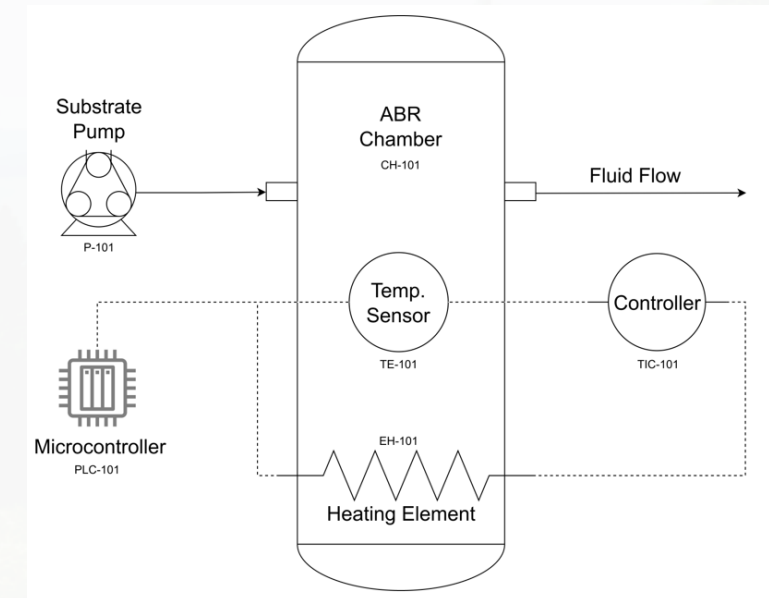 Substrate
Pump
P-101
ABR
Chamber
CH-101
Fluid Flow
Temp.
Sensor
TE-101
Controller
TIC-101
Microcontroller
PLC-101
EH-101
Heating Element